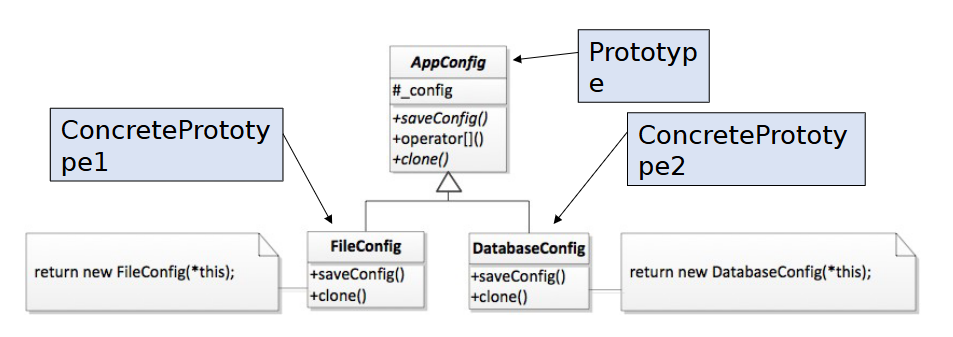 AppConfig
#_config
+saveConfig()
+operator[]()
+clone()
Prototyp
e
ConcretePrototy
pe1
ConcretePrototy
pe2
return new FileConfig(*this);
FileConfig
+saveConfig()
+clone()
DatabaseConfig
+saveConfig()
+clone()
return new DatabaseConfig(*this);